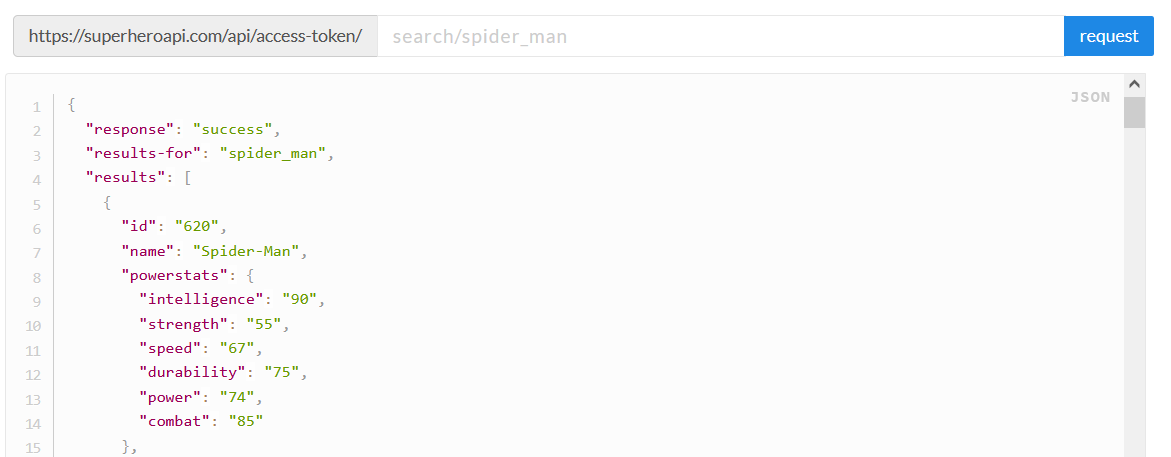 https://superheroapi.com/api/access-token/ search/spider_man request
JSON
1 {
2 "response": "success",
3 "results-for": "spider_man",
4 "results": [
5 {
6 "id": "620",
7 "name": "Spider-Man",
8 "powerstats": {
9 "intelligence": "90",
10 "strength": "55",
11 "speed": "67",
12 "durability": "75",
13 "power": "74",
14 "combat": "85"
15 },